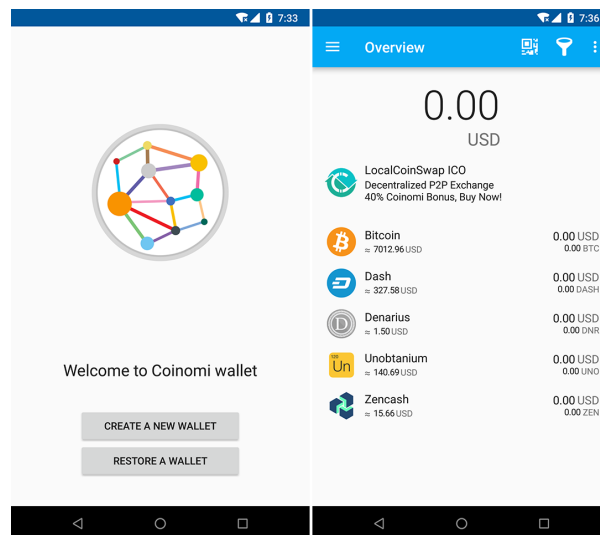 7:33
Welcome to Coinomi wallet
CREATE A NEW WALLET
RESTORE A WALLET
7:36
Overview
0.00
USD
LocalCoinSwap ICO
Decentralized P2P Exchange
40% Coinomi Bonus, Buy Now!
Bitcoin 0.00 USD
≈ 7012.96 USD 0.00 BTC
Dash 0.00 USD
≈ 327.58 USD 0.00 DASH
D
Denarius 0.00 USD
≈ 1.50 USD 0.00 DNR
Un
Unobtanium 0.00 USD
≈ 140.69 USD 0.00 UNO
Zencash 0.00 USD
≈ 15.66 USD 0.00 ZEN